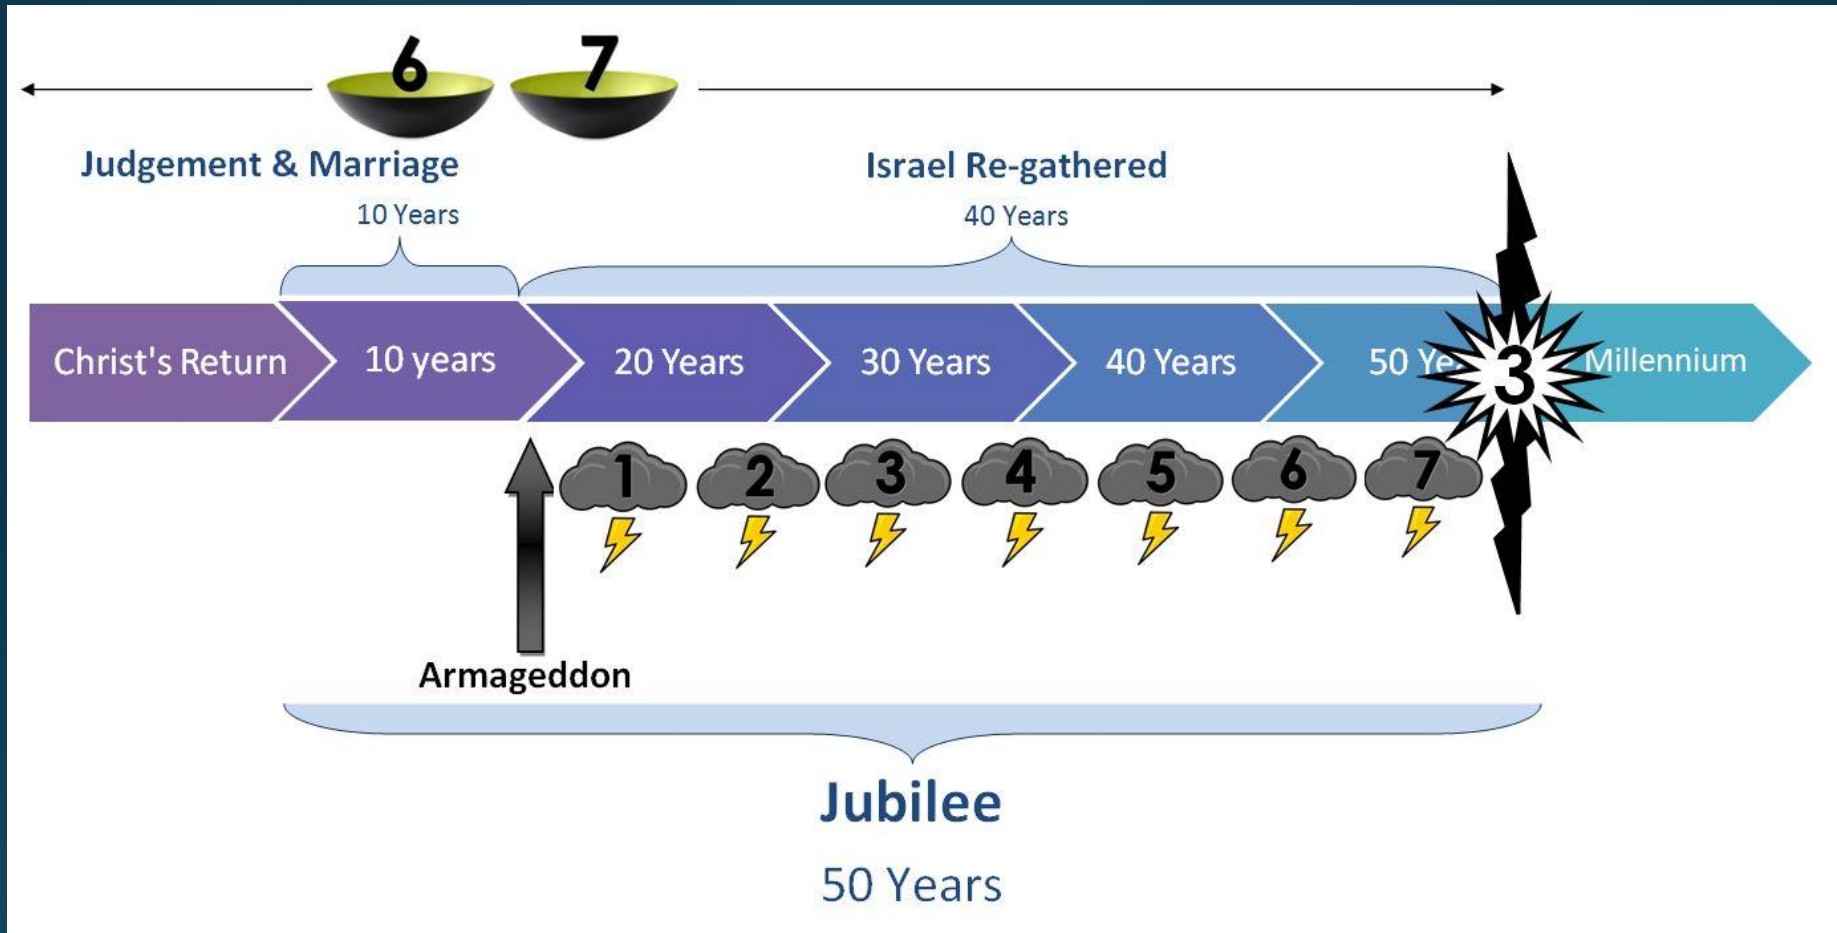 6 7
Judgement & Marriage
10 Years
Israel Re-gathered
40 Years
Christ's Return
10 years
20 Years
30 Years
40 Years
50 Ye
3
Millennium
1 2 3 4 5 6 7
Armageddon
Jubilee
50 Years